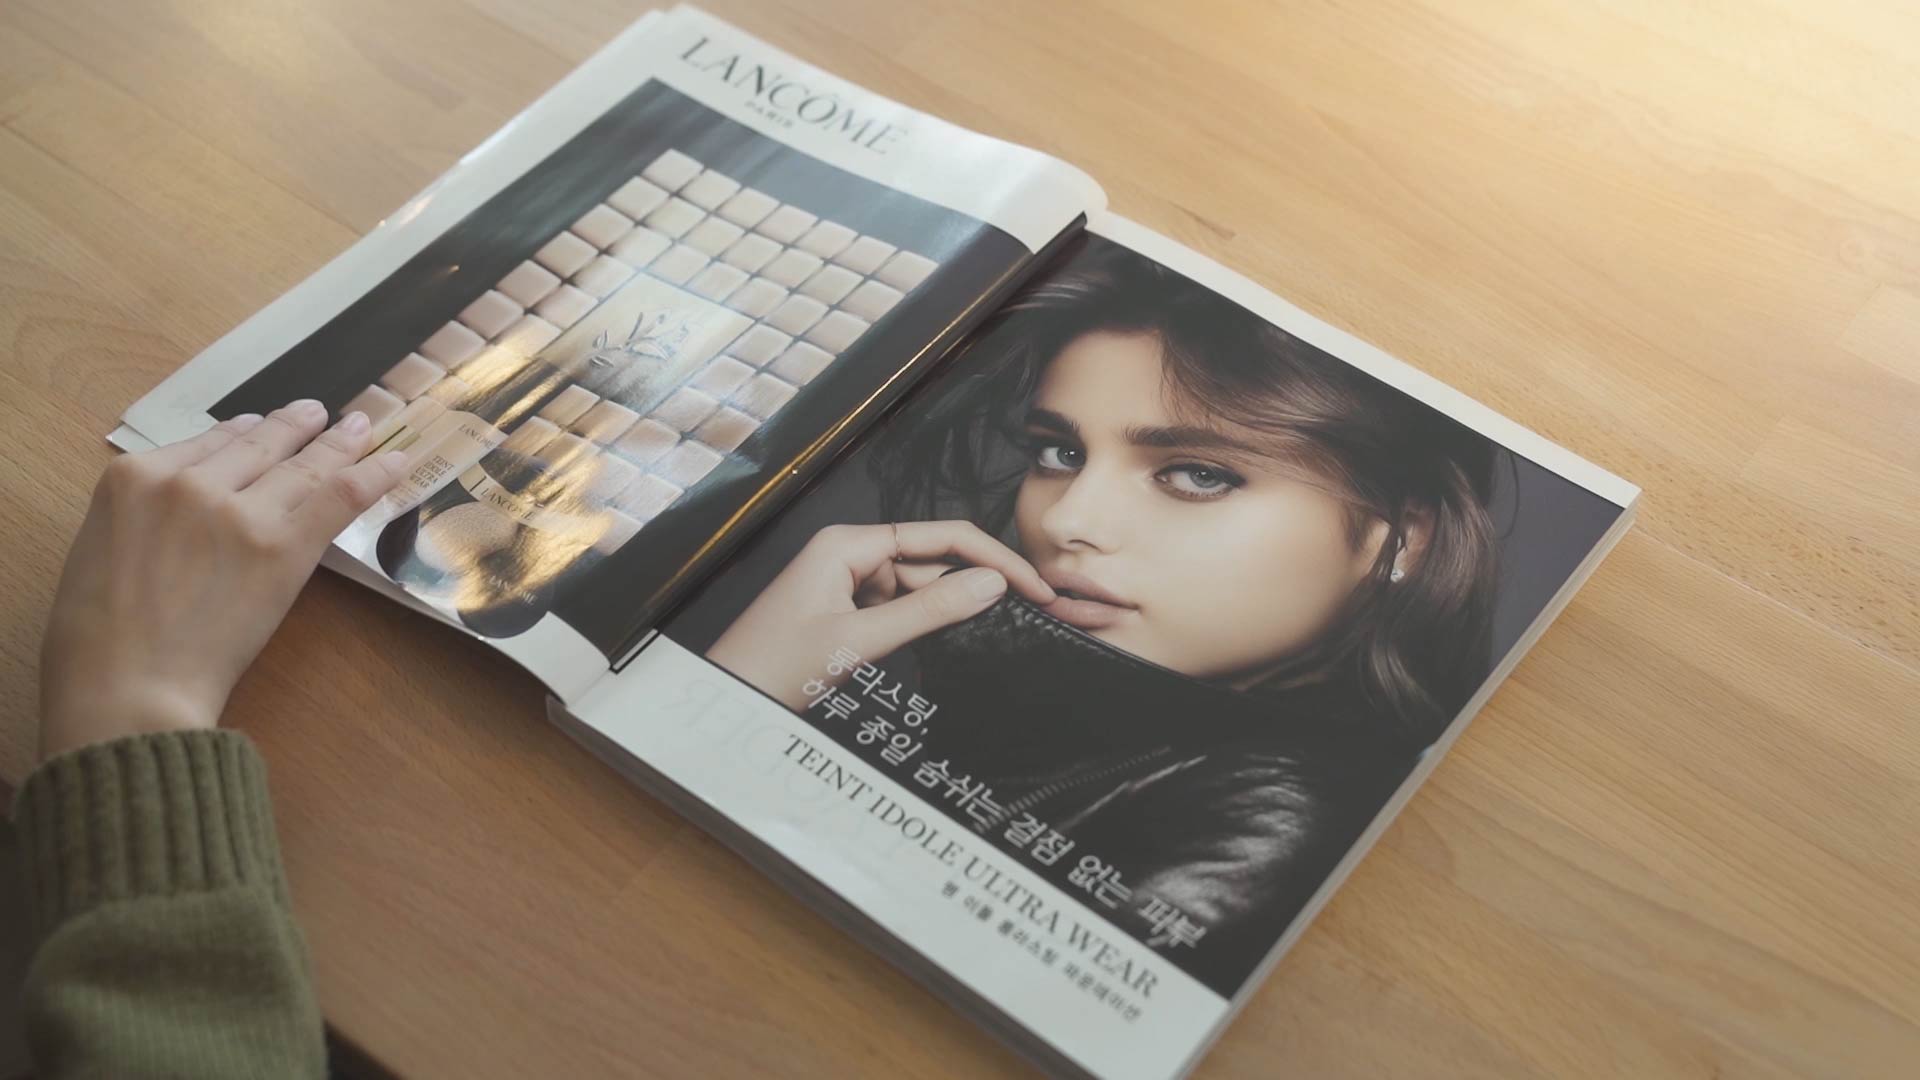 LANCÔME
PARIS
LANCÔME
TEINT
IDOLE
ULTRA
WEAR
LANCÔME
롱라스팅,
하루 종일 숨쉬는 결점 없는 피부
TEINT IDOLE ULTRA WEAR
뗑 이돌 롱라스팅 파운데이션